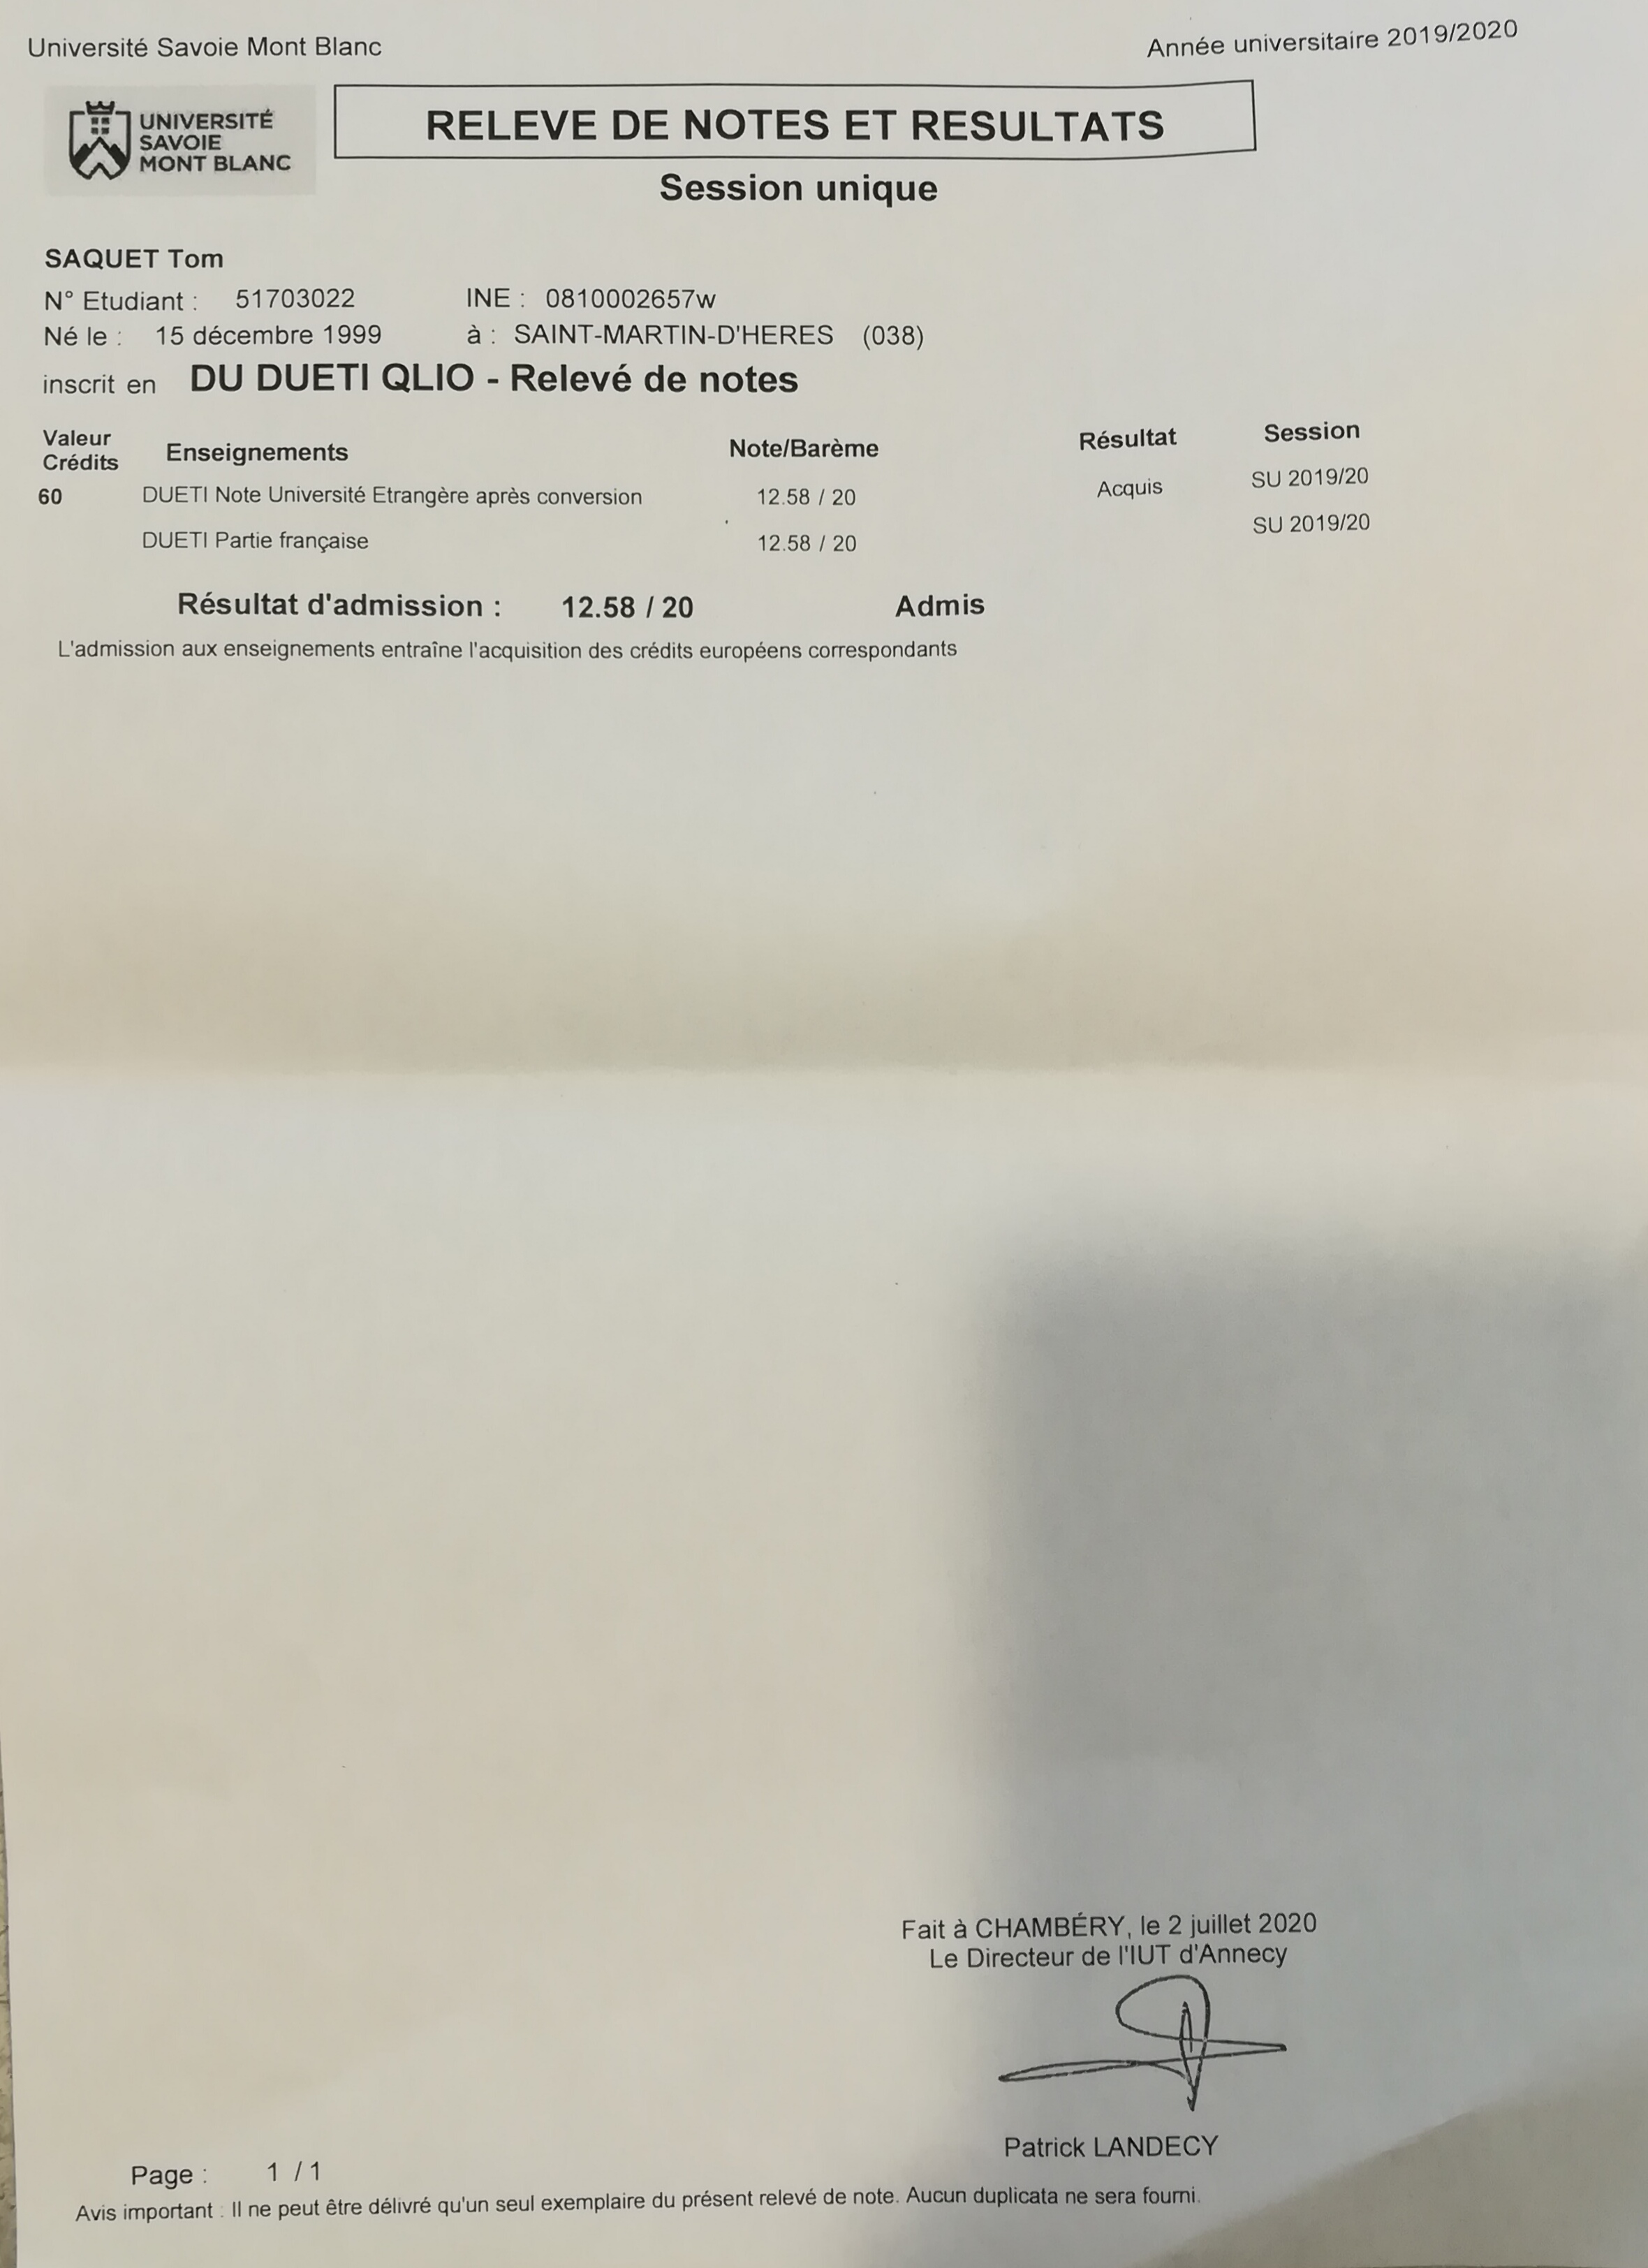 Université Savoie Mont Blanc
Année universitaire 2019/2020
UNIVERSITÉ
SAVOIE
MONT BLANC
RELEVE DE NOTES ET RESULTATS
Session unique
SAQUET Tom
N° Etudiant : 51703022 INE : 0810002657w
Né le : 15 décembre 1999 à : SAINT-MARTIN-D'HERES (038)
inscrit en DU DUETI QLIO - Relevé de notes
Valeur Crédits Enseignements Note/Barème Résultat Session
60 DUETI Note Université Etrangère après conversion 12.58 / 20 Acquis SU 2019/20
DUETI Partie française 12.58 / 20 SU 2019/20
Résultat d'admission : 12.58 / 20 Admis
L'admission aux enseignements entraîne l'acquisition des crédits européens correspondants
Fait à CHAMBÉRY, le 2 juillet 2020
Le Directeur de l'IUT d'Annecy
Patrick LANDECY
Page : 1 / 1
Avis important : Il ne peut être délivré qu'un seul exemplaire du présent relevé de note. Aucun duplicata ne sera fourni.